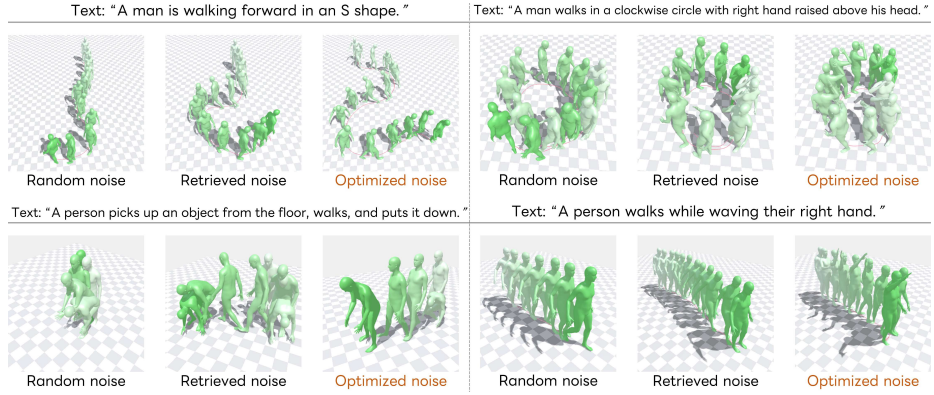 Text: “A man is walking forward in an S shape.”
Random noise
Retrieved noise
Optimized noise
Text: “A man walks in a clockwise circle with right hand raised above his head.”
Random noise
Retrieved noise
Optimized noise
Text: “A person picks up an object from the floor, walks, and puts it down.”
Random noise
Retrieved noise
Optimized noise
Text: “A person walks while waving their right hand.”
Random noise
Retrieved noise
Optimized noise